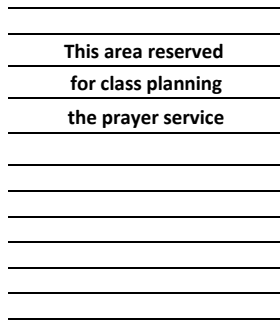 This area reserved
for class planning
the prayer service